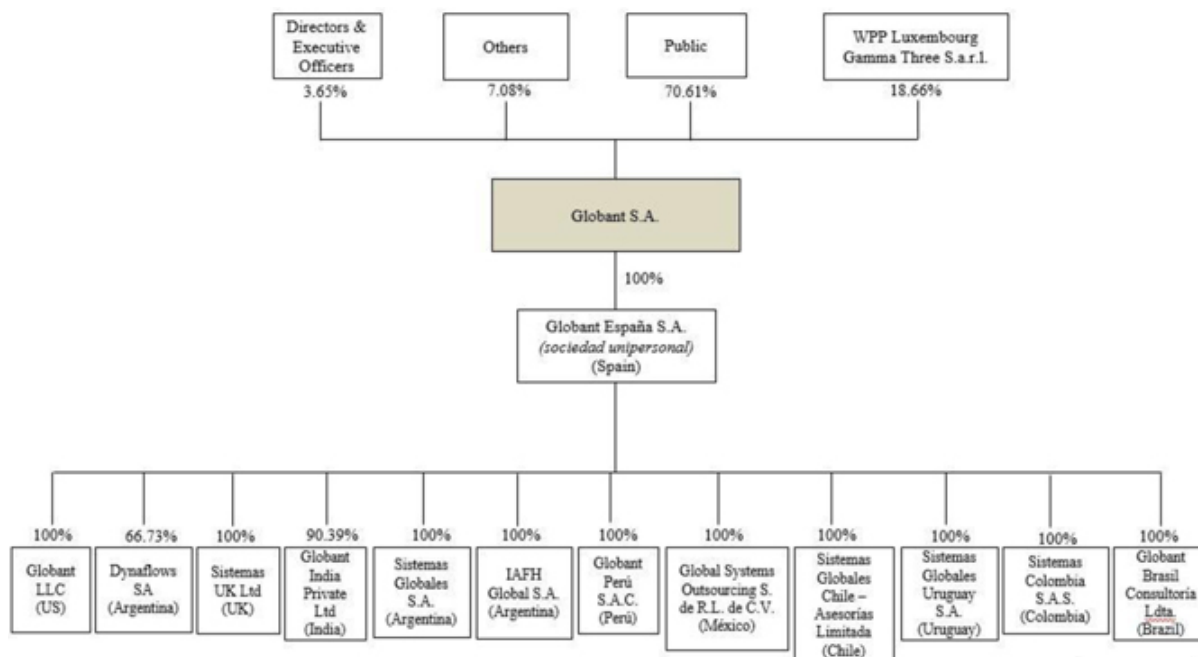 Directors &
Executive
Officers
Others
Public
WPP Luxembourg
Gamma Three S.a.r.l.
3.65%
7.08%
70.61%
18.66%
Globant S.A.
100%
Globant España S.A.
(sociedad unipersonal)
(Spain)
100%
66.73%
100%
90.39%
100%
100%
100%
100%
100%
100%
100%
100%
Globant
LLC
(US)
Dynaflows
SA
(Argentina)
Sistemas
UK Ltd
(UK)
Globant
India
Private
Ltd
(India)
Sistemas
Globales
S.A.
(Argentina)
IAFH
Global S.A.
(Argentina)
Globant
Perú
S.A.C.
(Perú)
Global Systems
Outsourcing S.
de R.L. de C.V.
(México)
Sistemas
Globales
Chile –
Asesorías
Limitada
(Chile)
Sistemas
Globales
Uruguay
S.A.
(Uruguay)
Sistemas
Colombia
S.A.S.
(Colombia)
Globant
Brasil
Consultoría
Ldta.
(Brazil)